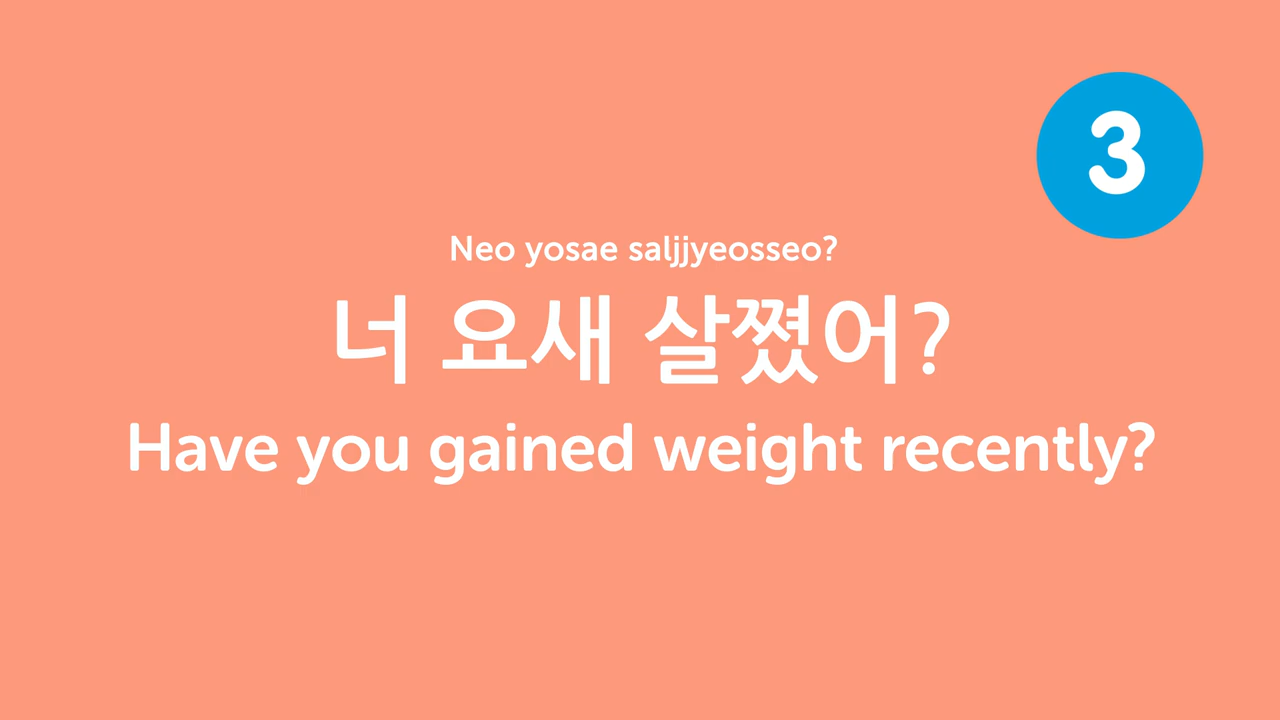 3
Neo yosae saljjyeosseo?
너 요새 살쪘어?
Have you gained weight recently?